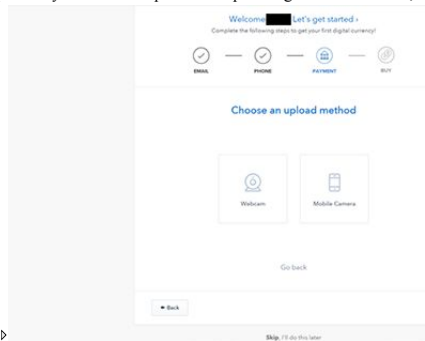 Welcome Let's get started ›
Complete the following steps to get your first digital currency!
EMAIL PHONE PAYMENT BUY
Choose an upload method
Webcam Mobile Camera
Go back
Back
Skip, I'll do this later